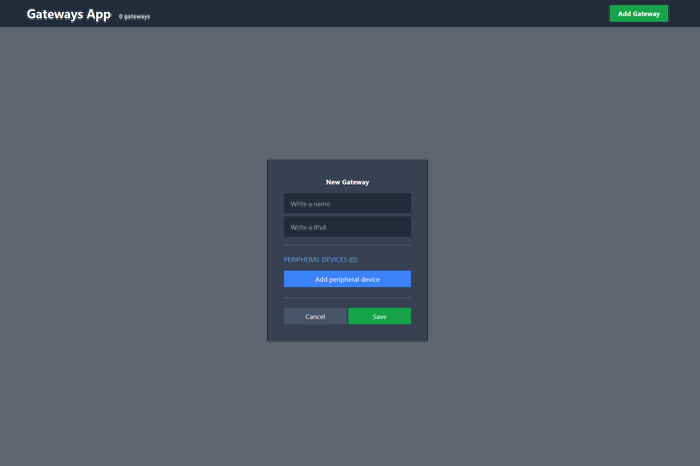 Gateways App 0 gateways Add Gateway
New Gateway
Write a name
Write a IPv4
PERIPHERAL DEVICES (0):
Add peripheral device
Cancel Save